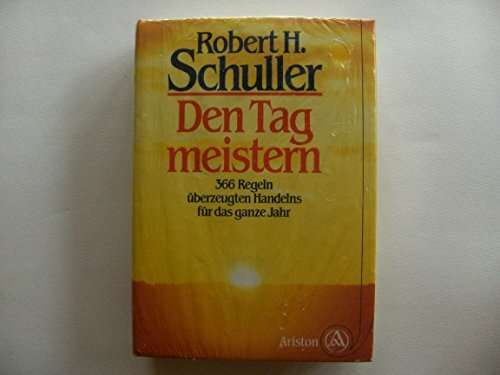 Robert H.
Schuller
Den Tag
meistern
366 Regeln
überzeugten Handelns
für das ganze Jahr
Ariston A